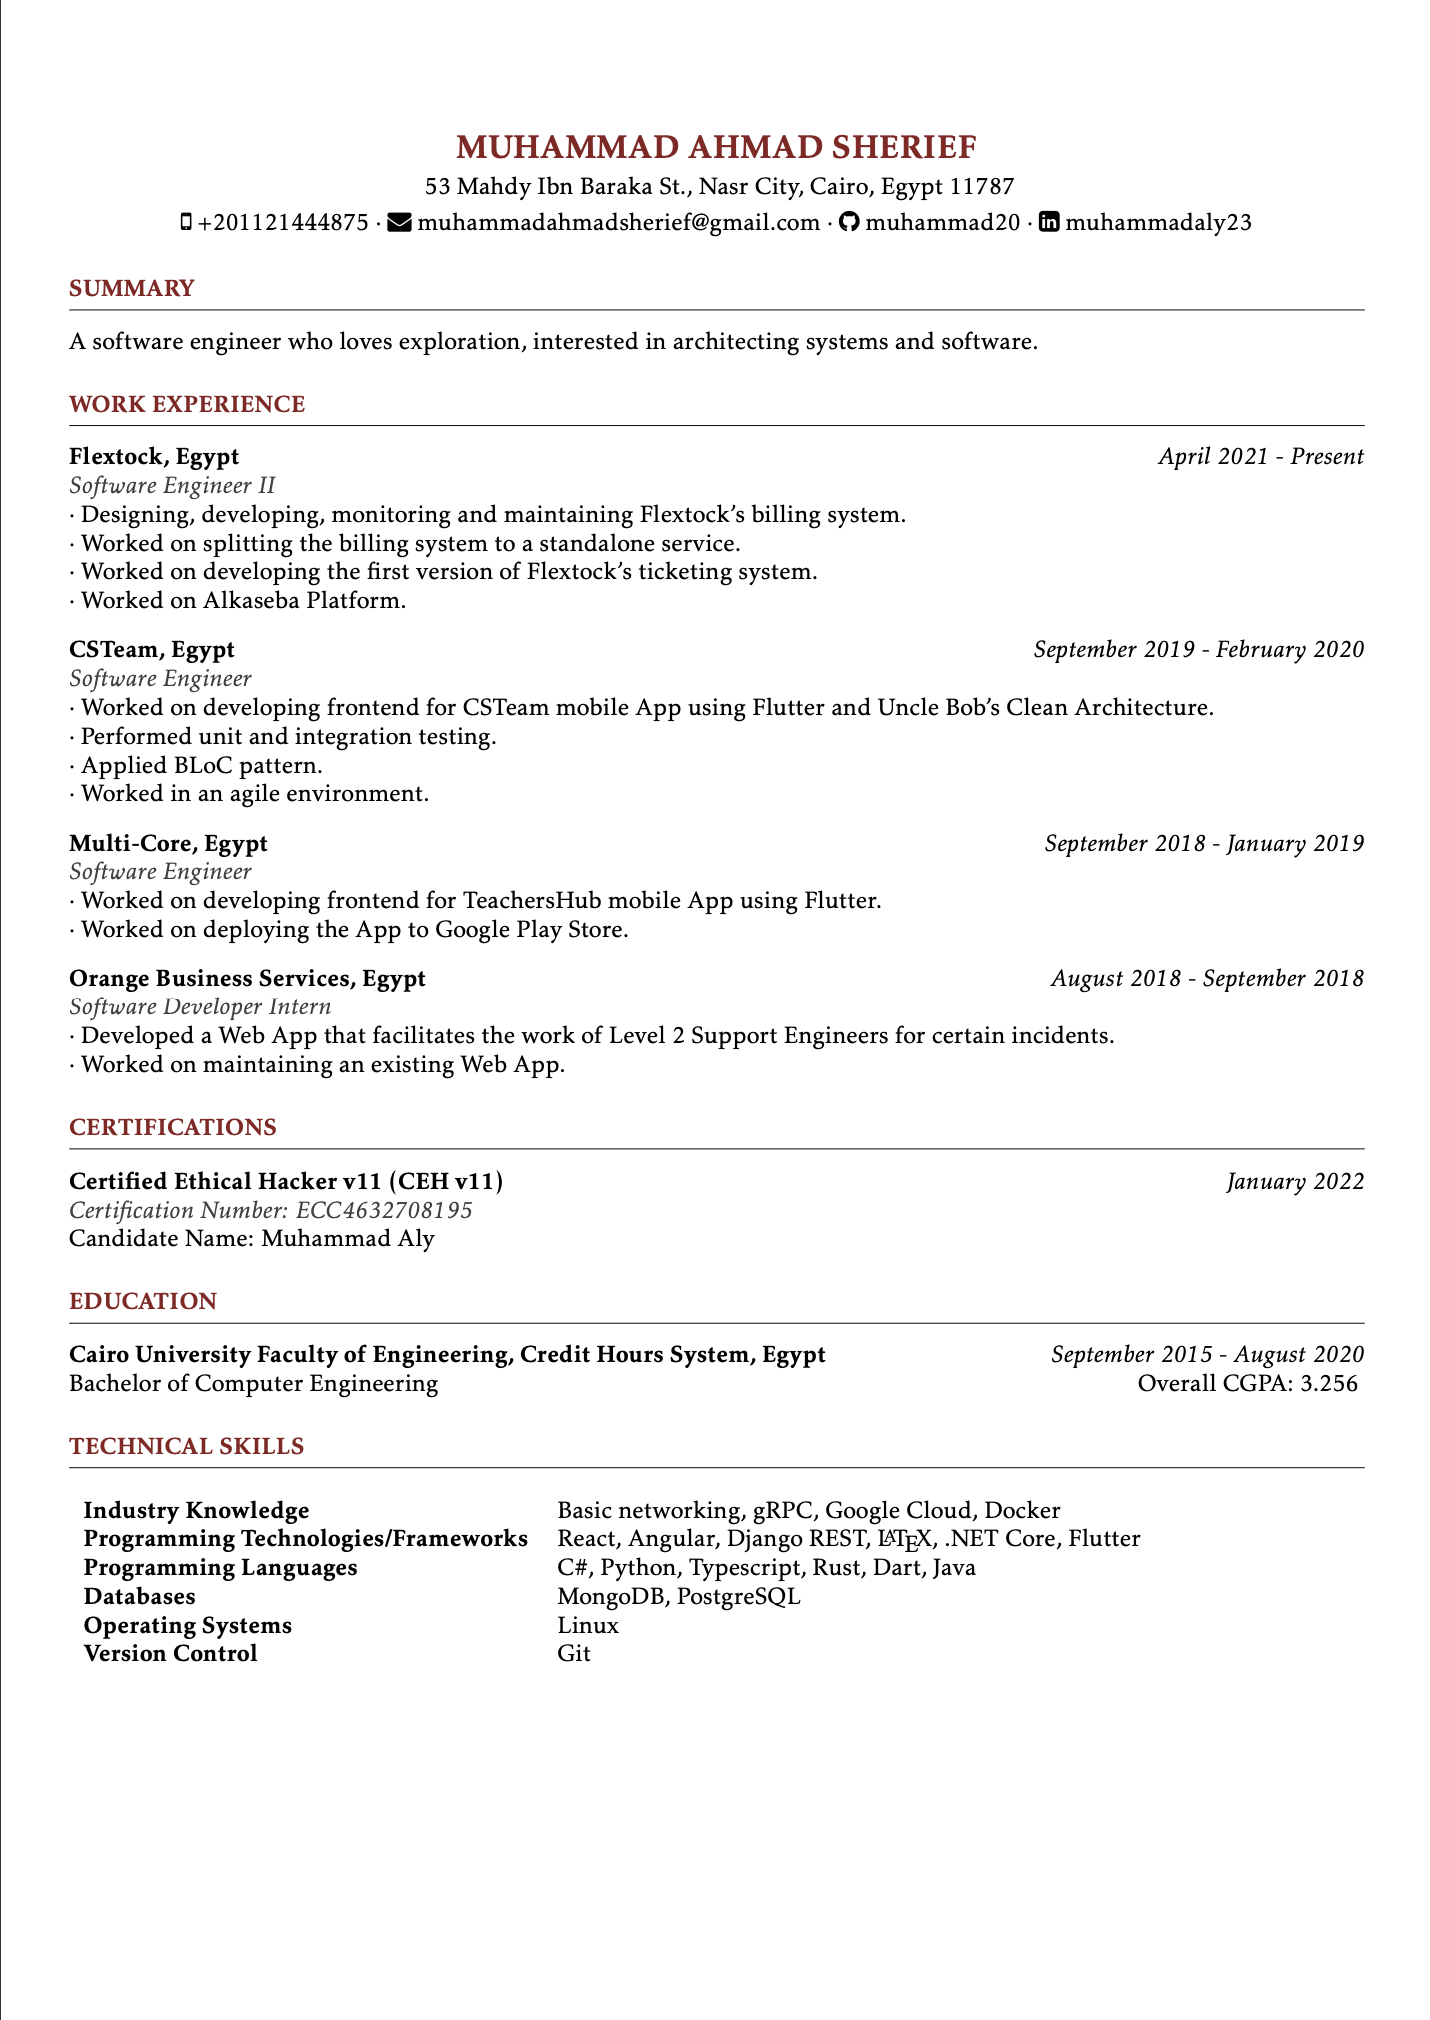 MUHAMMAD AHMAD SHERIEF
53 Mahdy Ibn Baraka St., Nasr City, Cairo, Egypt 11787
+201121444875 · muhammadahmadsherief@gmail.com · muhammad20 · muhammadaly23
SUMMARY
A software engineer who loves exploration, interested in architecting systems and software.
WORK EXPERIENCE
Flextock, Egypt April 2021 - Present
Software Engineer II
· Designing, developing, monitoring and maintaining Flextock’s billing system.
· Worked on splitting the billing system to a standalone service.
· Worked on developing the first version of Flextock’s ticketing system.
· Worked on Alkaseba Platform.
CSTeam, Egypt September 2019 - February 2020
Software Engineer
· Worked on developing frontend for CSTeam mobile App using Flutter and Uncle Bob’s Clean Architecture.
· Performed unit and integration testing.
· Applied BLoC pattern.
· Worked in an agile environment.
Multi-Core, Egypt September 2018 - January 2019
Software Engineer
· Worked on developing frontend for TeachersHub mobile App using Flutter.
· Worked on deploying the App to Google Play Store.
Orange Business Services, Egypt August 2018 - September 2018
Software Developer Intern
· Developed a Web App that facilitates the work of Level 2 Support Engineers for certain incidents.
· Worked on maintaining an existing Web App.
CERTIFICATIONS
Certified Ethical Hacker v11 (CEH v11) January 2022
Certification Number: ECC4632708195
Candidate Name: Muhammad Aly
EDUCATION
Cairo University Faculty of Engineering, Credit Hours System, Egypt September 2015 - August 2020
Bachelor of Computer Engineering Overall CGPA: 3.256
TECHNICAL SKILLS
Industry Knowledge Basic networking, gRPC, Google Cloud, Docker
Programming Technologies/Frameworks React, Angular, Django REST, LATEX, .NET Core, Flutter
Programming Languages C#, Python, Typescript, Rust, Dart, Java
Databases MongoDB, PostgreSQL
Operating Systems Linux
Version Control Git